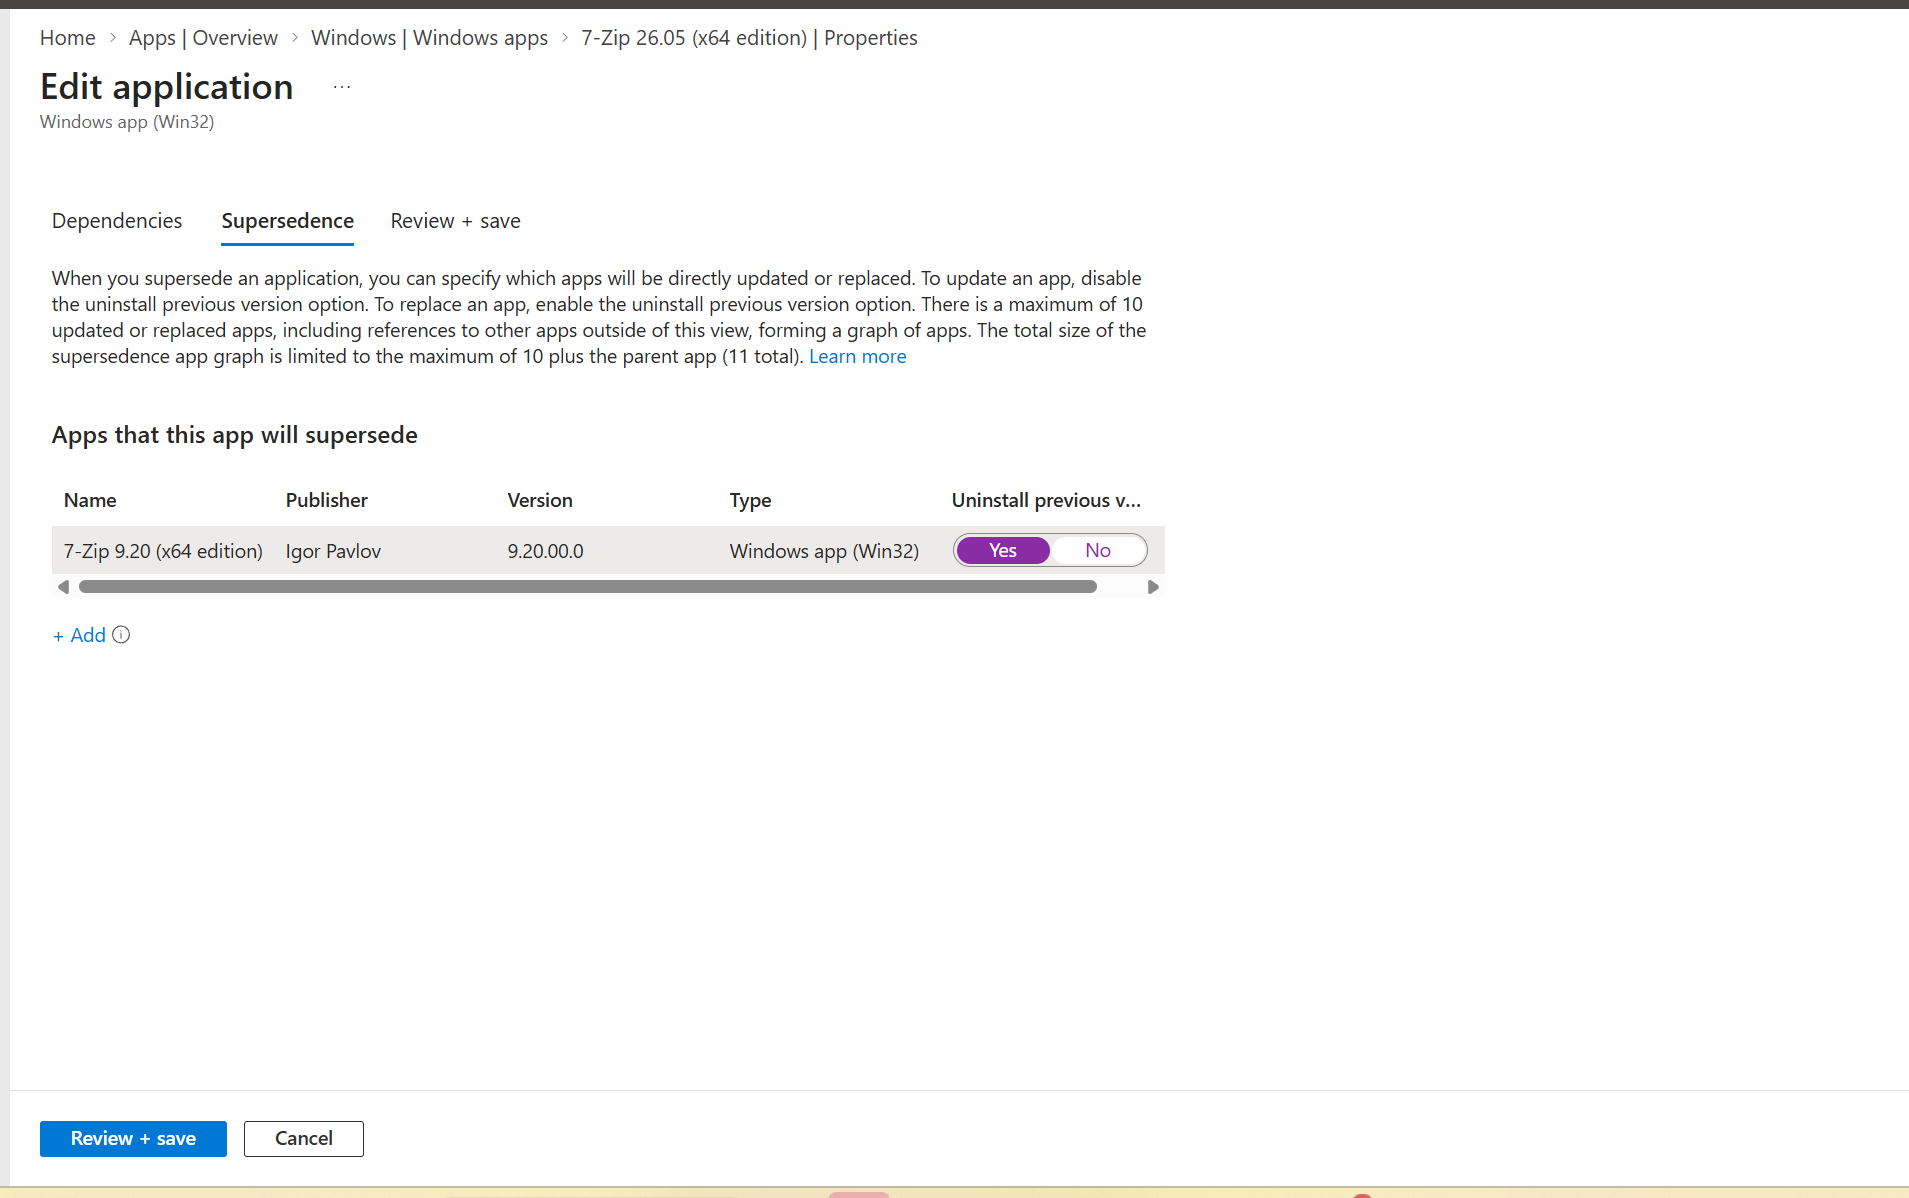 Home > Apps | Overview > Windows | Windows apps > 7-Zip 26.05 (x64 edition) | Properties
Edit application ...
Windows app (Win32)
Dependencies Supersedence Review + save
When you supersede an application, you can specify which apps will be directly updated or replaced. To update an app, disable
the uninstall previous version option. To replace an app, enable the uninstall previous version option. There is a maximum of 10
updated or replaced apps, including references to other apps outside of this view, forming a graph of apps. The total size of the
supersedence app graph is limited to the maximum of 10 plus the parent app (11 total). Learn more
Apps that this app will supersede
Name Publisher Version Type Uninstall previous v...
7-Zip 9.20 (x64 edition) Igor Pavlov 9.20.00.0 Windows app (Win32) Yes No
+ Add
Review + save Cancel